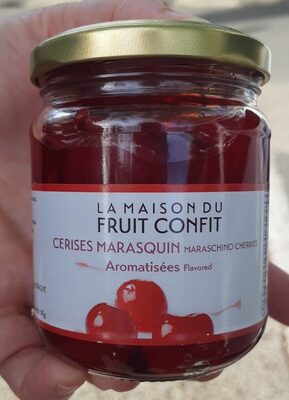 LA MAISON DU
FRUIT CONFIT
CERISES MARASQUIN MARASCHINO CHERRIES
Aromatisées Flavored